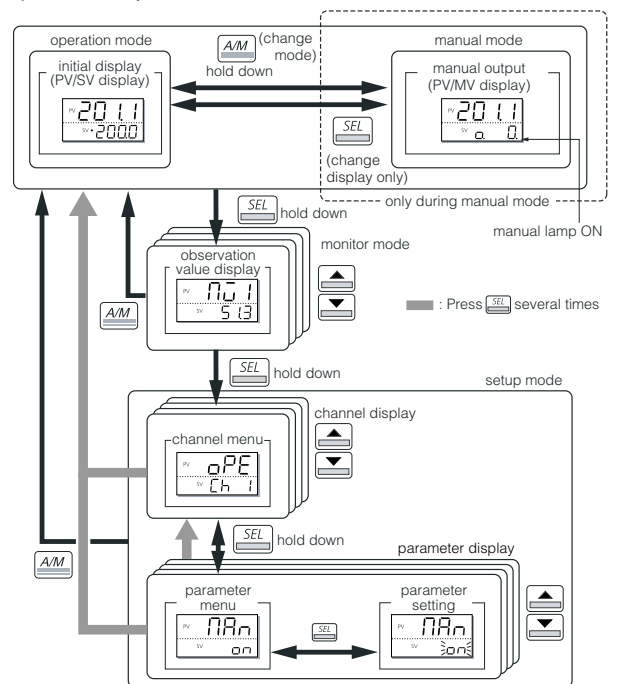 operation mode
A/M (change mode)
hold down
manual mode
initial display
(PV/SV display)
PV 201.1
SV 200.0
manual output
(PV/MV display)
PV 201.1
SV o. 0.
SEL
(change
display only)
only during manual mode
manual lamp ON
SEL hold down
monitor mode
observation
value display
PV MV1
SV 51.3
A/M
: Press SEL several times
SEL hold down
setup mode
channel display
channel menu
PV oPE
SV Ch 1
SEL hold down
A/M
parameter display
parameter
menu
PV MAn
SV on
SEL
parameter
setting
PV MAn
SV on